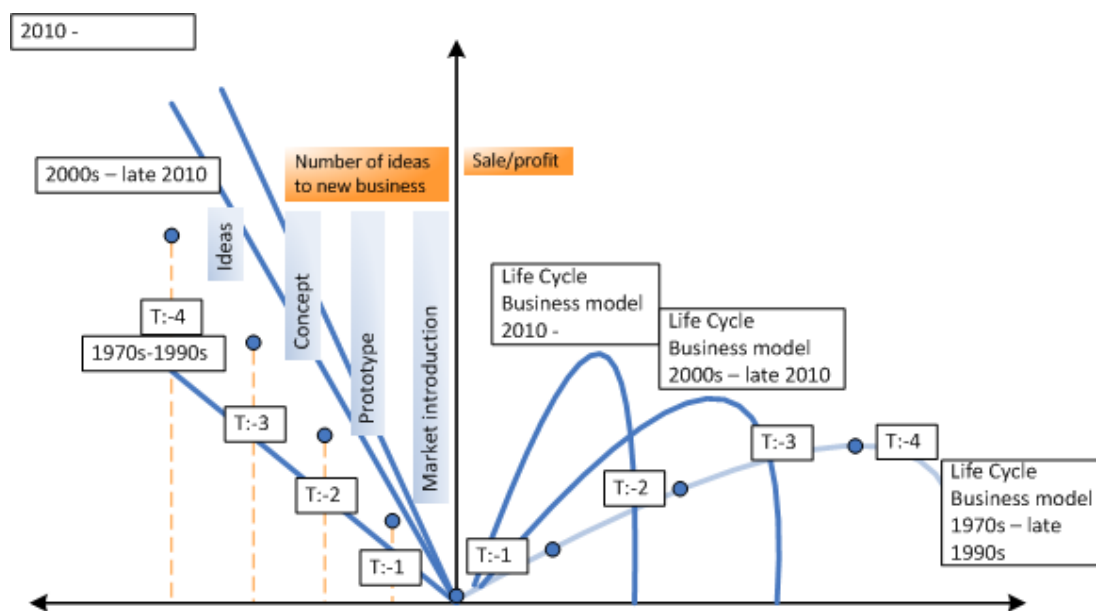 2010 -
2000s – late 2010
Number of ideas
to new business
Sale/profit
Ideas
Concept
Prototype
Market introduction
T:-4
1970s-1990s
T:-3
T:-2
T:-1
Life Cycle
Business model
2010 -
Life Cycle
Business model
2000s – late 2010
T:-1
T:-2
T:-3
T:-4
Life Cycle
Business model
1970s – late
1990s